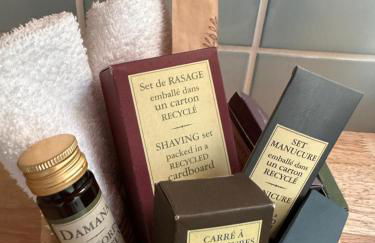 Set de RASAGE
emballé dans
un carton
RECYCLÉ
SHAVING set
packed in a
RECYCLED
cardboard
SET
MANUCURE
emballé dans
un carton
RECYCLÉ
DAMAN
CARRÉ À